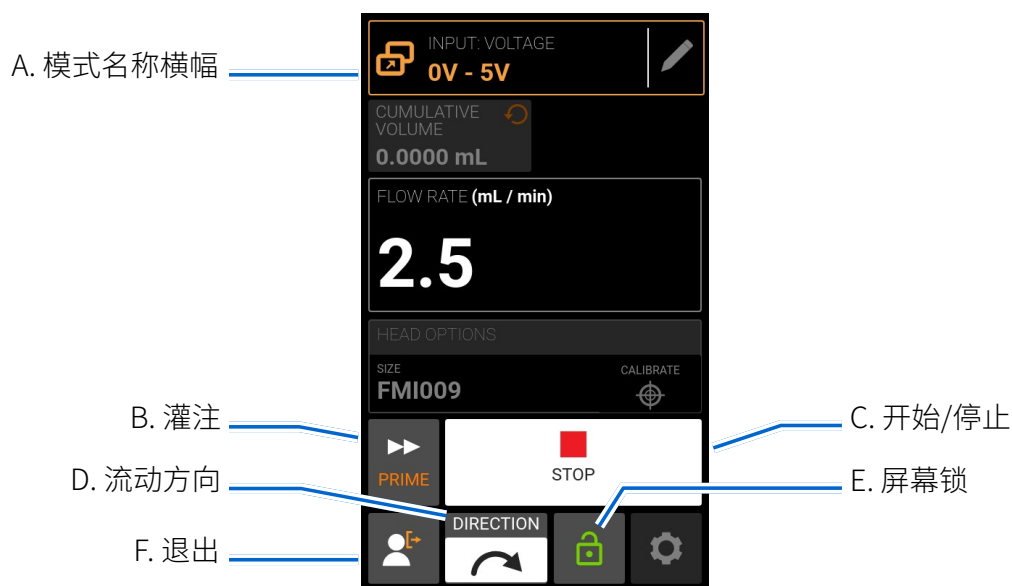 A. 模式名称横幅
INPUT: VOLTAGE
0V - 5V
CUMULATIVE
VOLUME
0.0000 mL
FLOW RATE (mL / min)
2.5
HEAD OPTIONS
SIZE
FMI009
CALIBRATE
B. 灌注
C. 开始/停止
PRIME
STOP
D. 流动方向
E. 屏幕锁
DIRECTION
F. 退出